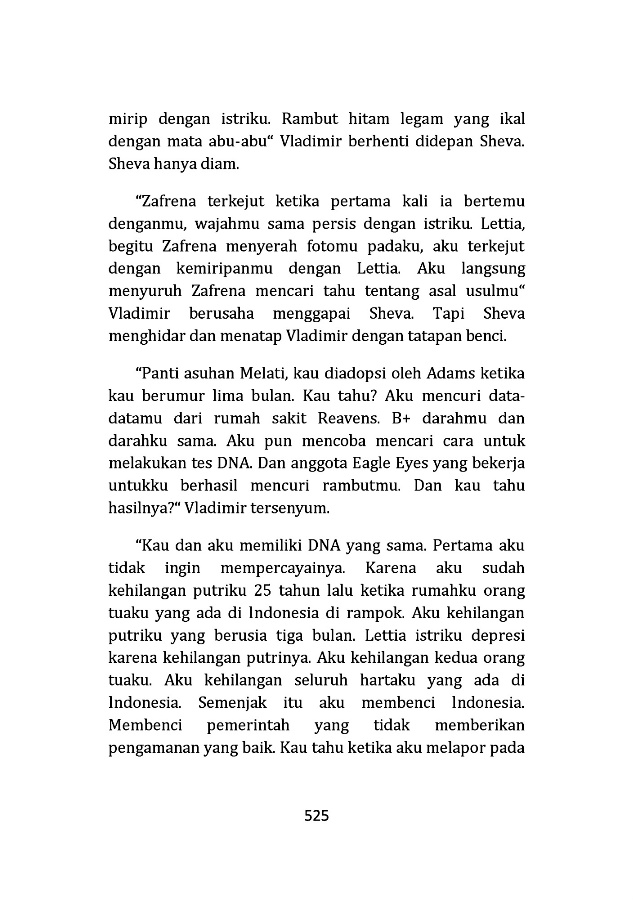 mirip dengan istriku. Rambut hitam legam yang ikal
dengan mata abu-abu“ Vladimir berhenti didepan Sheva.
Sheva hanya diam.
“Zafrena terkejut ketika pertama kali ia bertemu
denganmu, wajahmu sama persis dengan istriku. Lettia,
begitu Zafrena menyerah fotomu padaku, aku terkejut
dengan kemiripanmu dengan Lettia. Aku langsung
menyuruh Zafrena mencari tahu tentang asal usulmu“
Vladimir berusaha menggapai Sheva. Tapi Sheva
menghidar dan menatap Vladimir dengan tatapan benci.
“Panti asuhan Melati, kau diadopsi oleh Adams ketika
kau berumur lima bulan. Kau tahu? Aku mencuri data-
datamu dari rumah sakit Reavens. B+ darahmu dan
darahku sama. Aku pun mencoba mencari cara untuk
melakukan tes DNA. Dan anggota Eagle Eyes yang bekerja
untukku berhasil mencuri rambutmu. Dan kau tahu
hasilnya?“ Vladimir tersenyum.
“Kau dan aku memiliki DNA yang sama. Pertama aku
tidak ingin mempercayainya. Karena aku sudah
kehilangan putriku 25 tahun lalu ketika rumahku orang
tuaku yang ada di Indonesia di rampok. Aku kehilangan
putriku yang berusia tiga bulan. Lettia istriku depresi
karena kehilangan putrinya. Aku kehilangan kedua orang
tuaku. Aku kehilangan seluruh hartaku yang ada di
Indonesia. Semenjak itu aku membenci Indonesia.
Membenci pemerintah yang tidak memberikan
pengamanan yang baik. Kau tahu ketika aku melapor pada
525